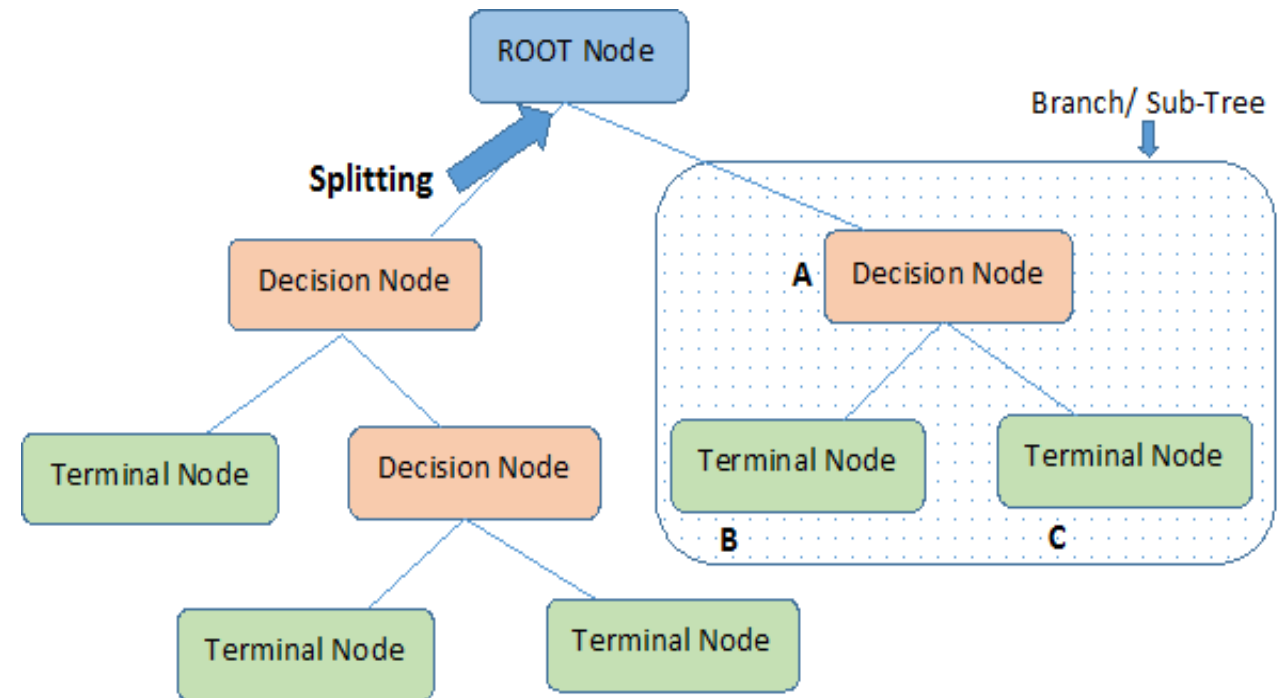 ROOT Node
Branch/ Sub-Tree
Splitting
Decision Node
A
Decision Node
Terminal Node
Decision Node
Terminal Node
Terminal Node
B
C
Terminal Node
Terminal Node